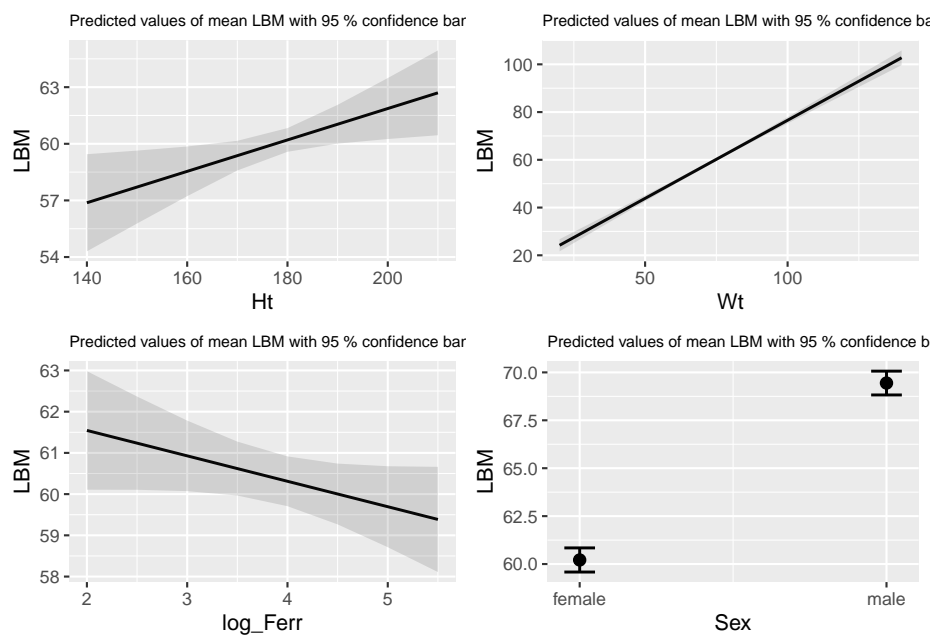 Predicted values of mean LBM with 95 % confidence bar
LBM
63
60
57
54
140 160 180 200
Ht
Predicted values of mean LBM with 95 % confidence ba
LBM
100
80
60
40
20
50 100
Wt
Predicted values of mean LBM with 95 % confidence bar
LBM
63
62
61
60
59
58
2 3 4 5
log_Ferr
Predicted values of mean LBM with 95 % confidence b
LBM
70.0
67.5
65.0
62.5
60.0
female male
Sex